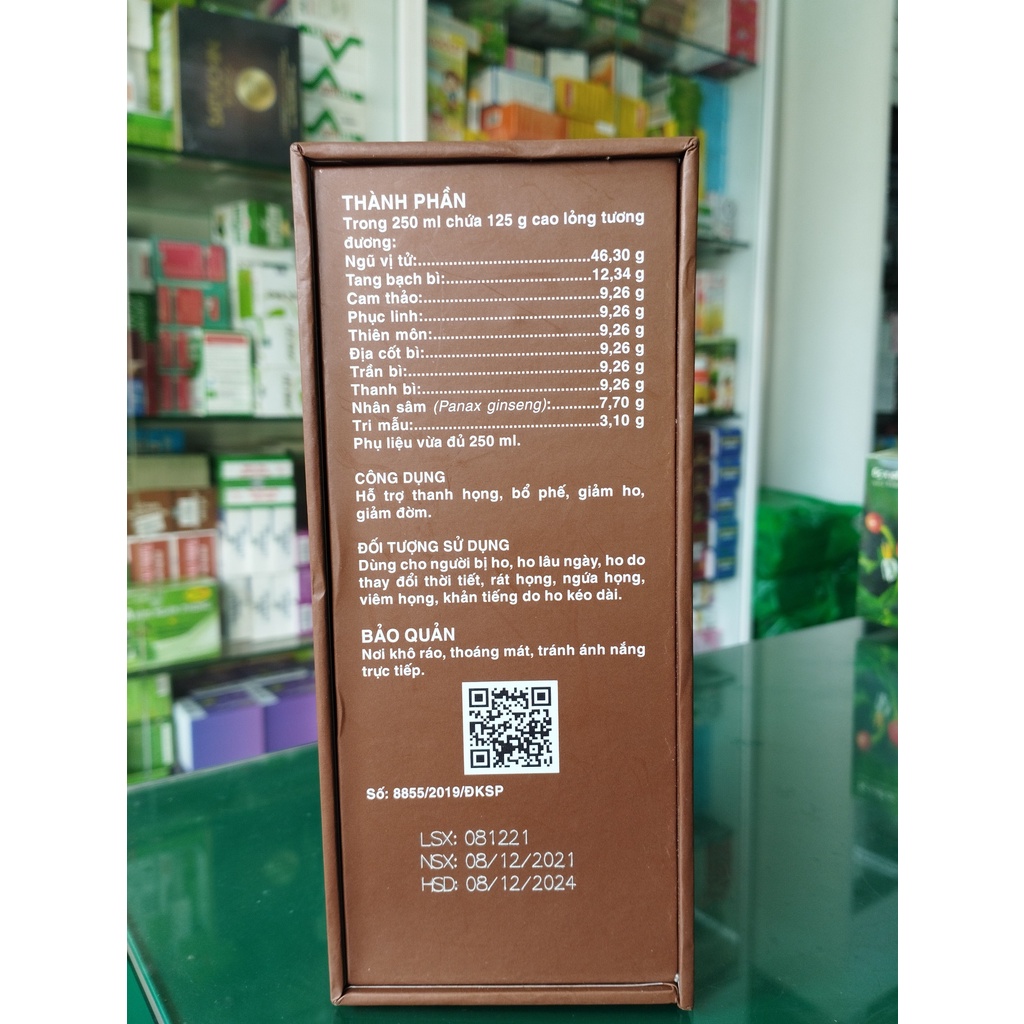 THÀNH PHẦN
Trong 250 ml chứa 125 g cao lỏng tương
đương:
Ngũ vị tử:......................................46,30 g
Tang bạch bì:................................12,34 g
Cam thảo:.......................................9,26 g
Phục linh:.......................................9,26 g
Thiên môn:.....................................9,26 g
Địa cốt bì:.......................................9,26 g
Trần bì:...........................................9,26 g
Thanh bì:........................................9,26 g
Nhân sâm (Panax ginseng):...........7,70 g
Tri mẫu:..........................................3,10 g
Phụ liệu vừa đủ 250 ml.
CÔNG DỤNG
Hỗ trợ thanh họng, bổ phế, giảm ho,
giảm đờm.
ĐỐI TƯỢNG SỬ DỤNG
Dùng cho người bị ho, ho lâu ngày, ho do
thay đổi thời tiết, rát họng, ngứa họng,
viêm họng, khản tiếng do ho kéo dài.
BẢO QUẢN
Nơi khô ráo, thoáng mát, tránh ánh nắng
trực tiếp.
Số: 8855/2019/ĐKSP
LSX: 081221
NSX: 08/12/2021
HSD: 08/12/2024